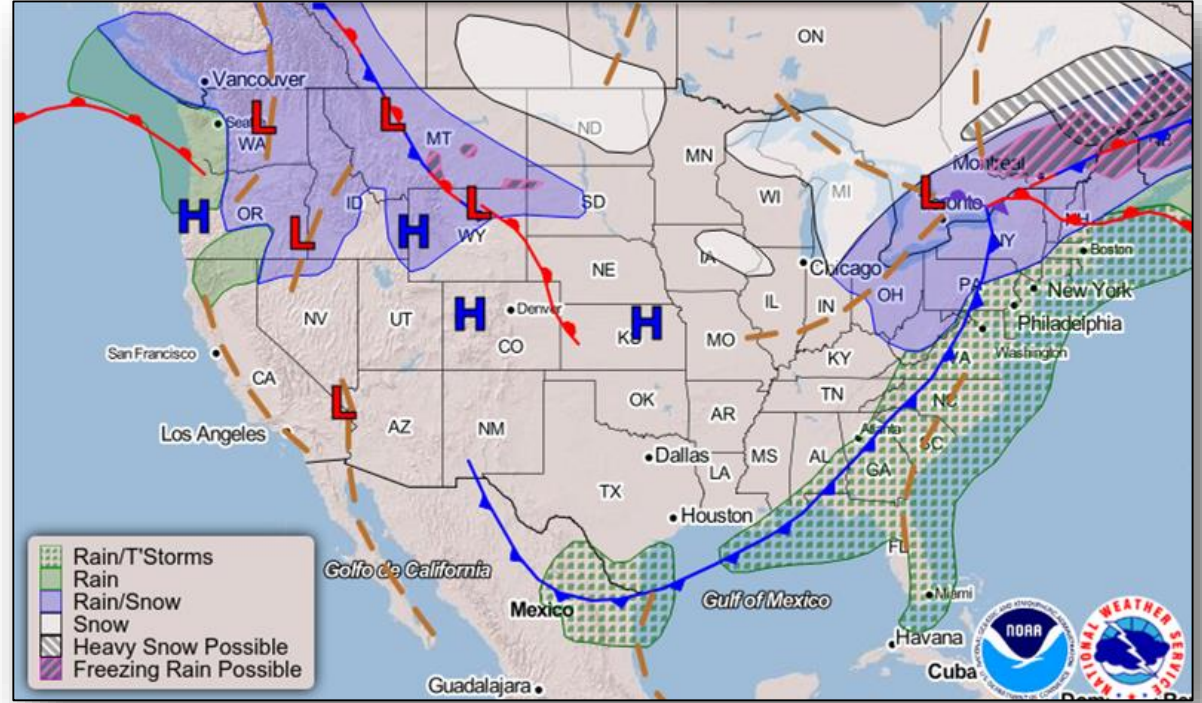 ON
Vancouver
Sea
WA
MT
ND
MN
Montreal
OR
ID
SD
WI
MI
onto
NH
WY
NY
Boston
IA
Chicago
NE
PA
New York
OH
IL
IN
NV
UT
Denver
KS
MO
Philadelphia
San Francisco
CO
KY
VA
Washington
CA
TN
NC
OK
AR
Los Angeles
AZ
NM
Atlanta
SC
Dallas
MS
AL
GA
LA
TX
Houston
FL
Rain/T'Storms
Rain
Rain/Snow
Snow
Heavy Snow Possible
Freezing Rain Possible
Golfo de California
Mexico
Gulf of Mexico
Miami
Havana
Cuba
Guadalajara
L
L
L
L
L
L
H
H
H
H
NOAA
NATIONAL WEATHER SERVICE